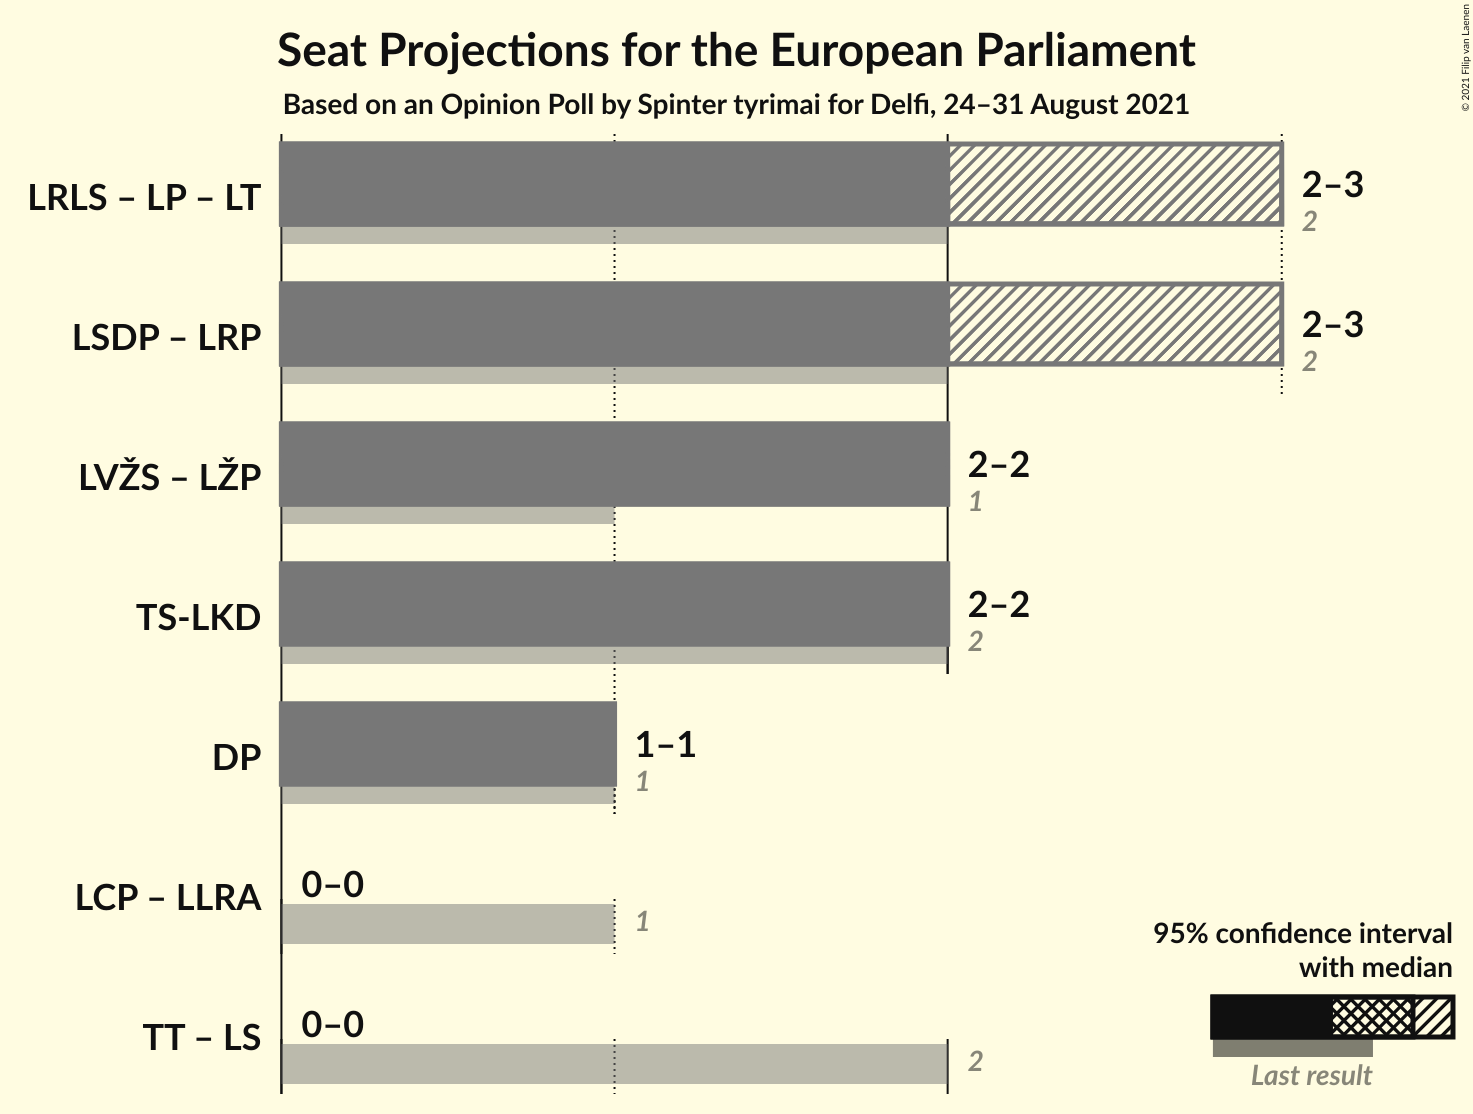 Seat Projections for the European Parliament
Based on an Opinion Poll by Spinter tyrimai for Delfi, 24–31 August 2021
© 2021 Filip van Laenen
LRLS – LP – LT
2–3
2
LSDP – LRP
2–3
2
LVŽS – LŽP
2–2
1
TS-LKD
2–2
2
DP
1–1
1
LCP – LLRA
0–0
1
TT – LS
0–0
2
95% confidence interval
with median
Last result